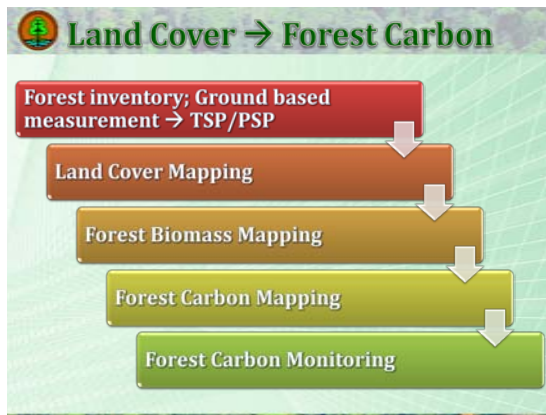 Land Cover → Forest Carbon
Forest inventory; Ground based
measurement → TSP/PSP
Land Cover Mapping
Forest Biomass Mapping
Forest Carbon Mapping
Forest Carbon Monitoring